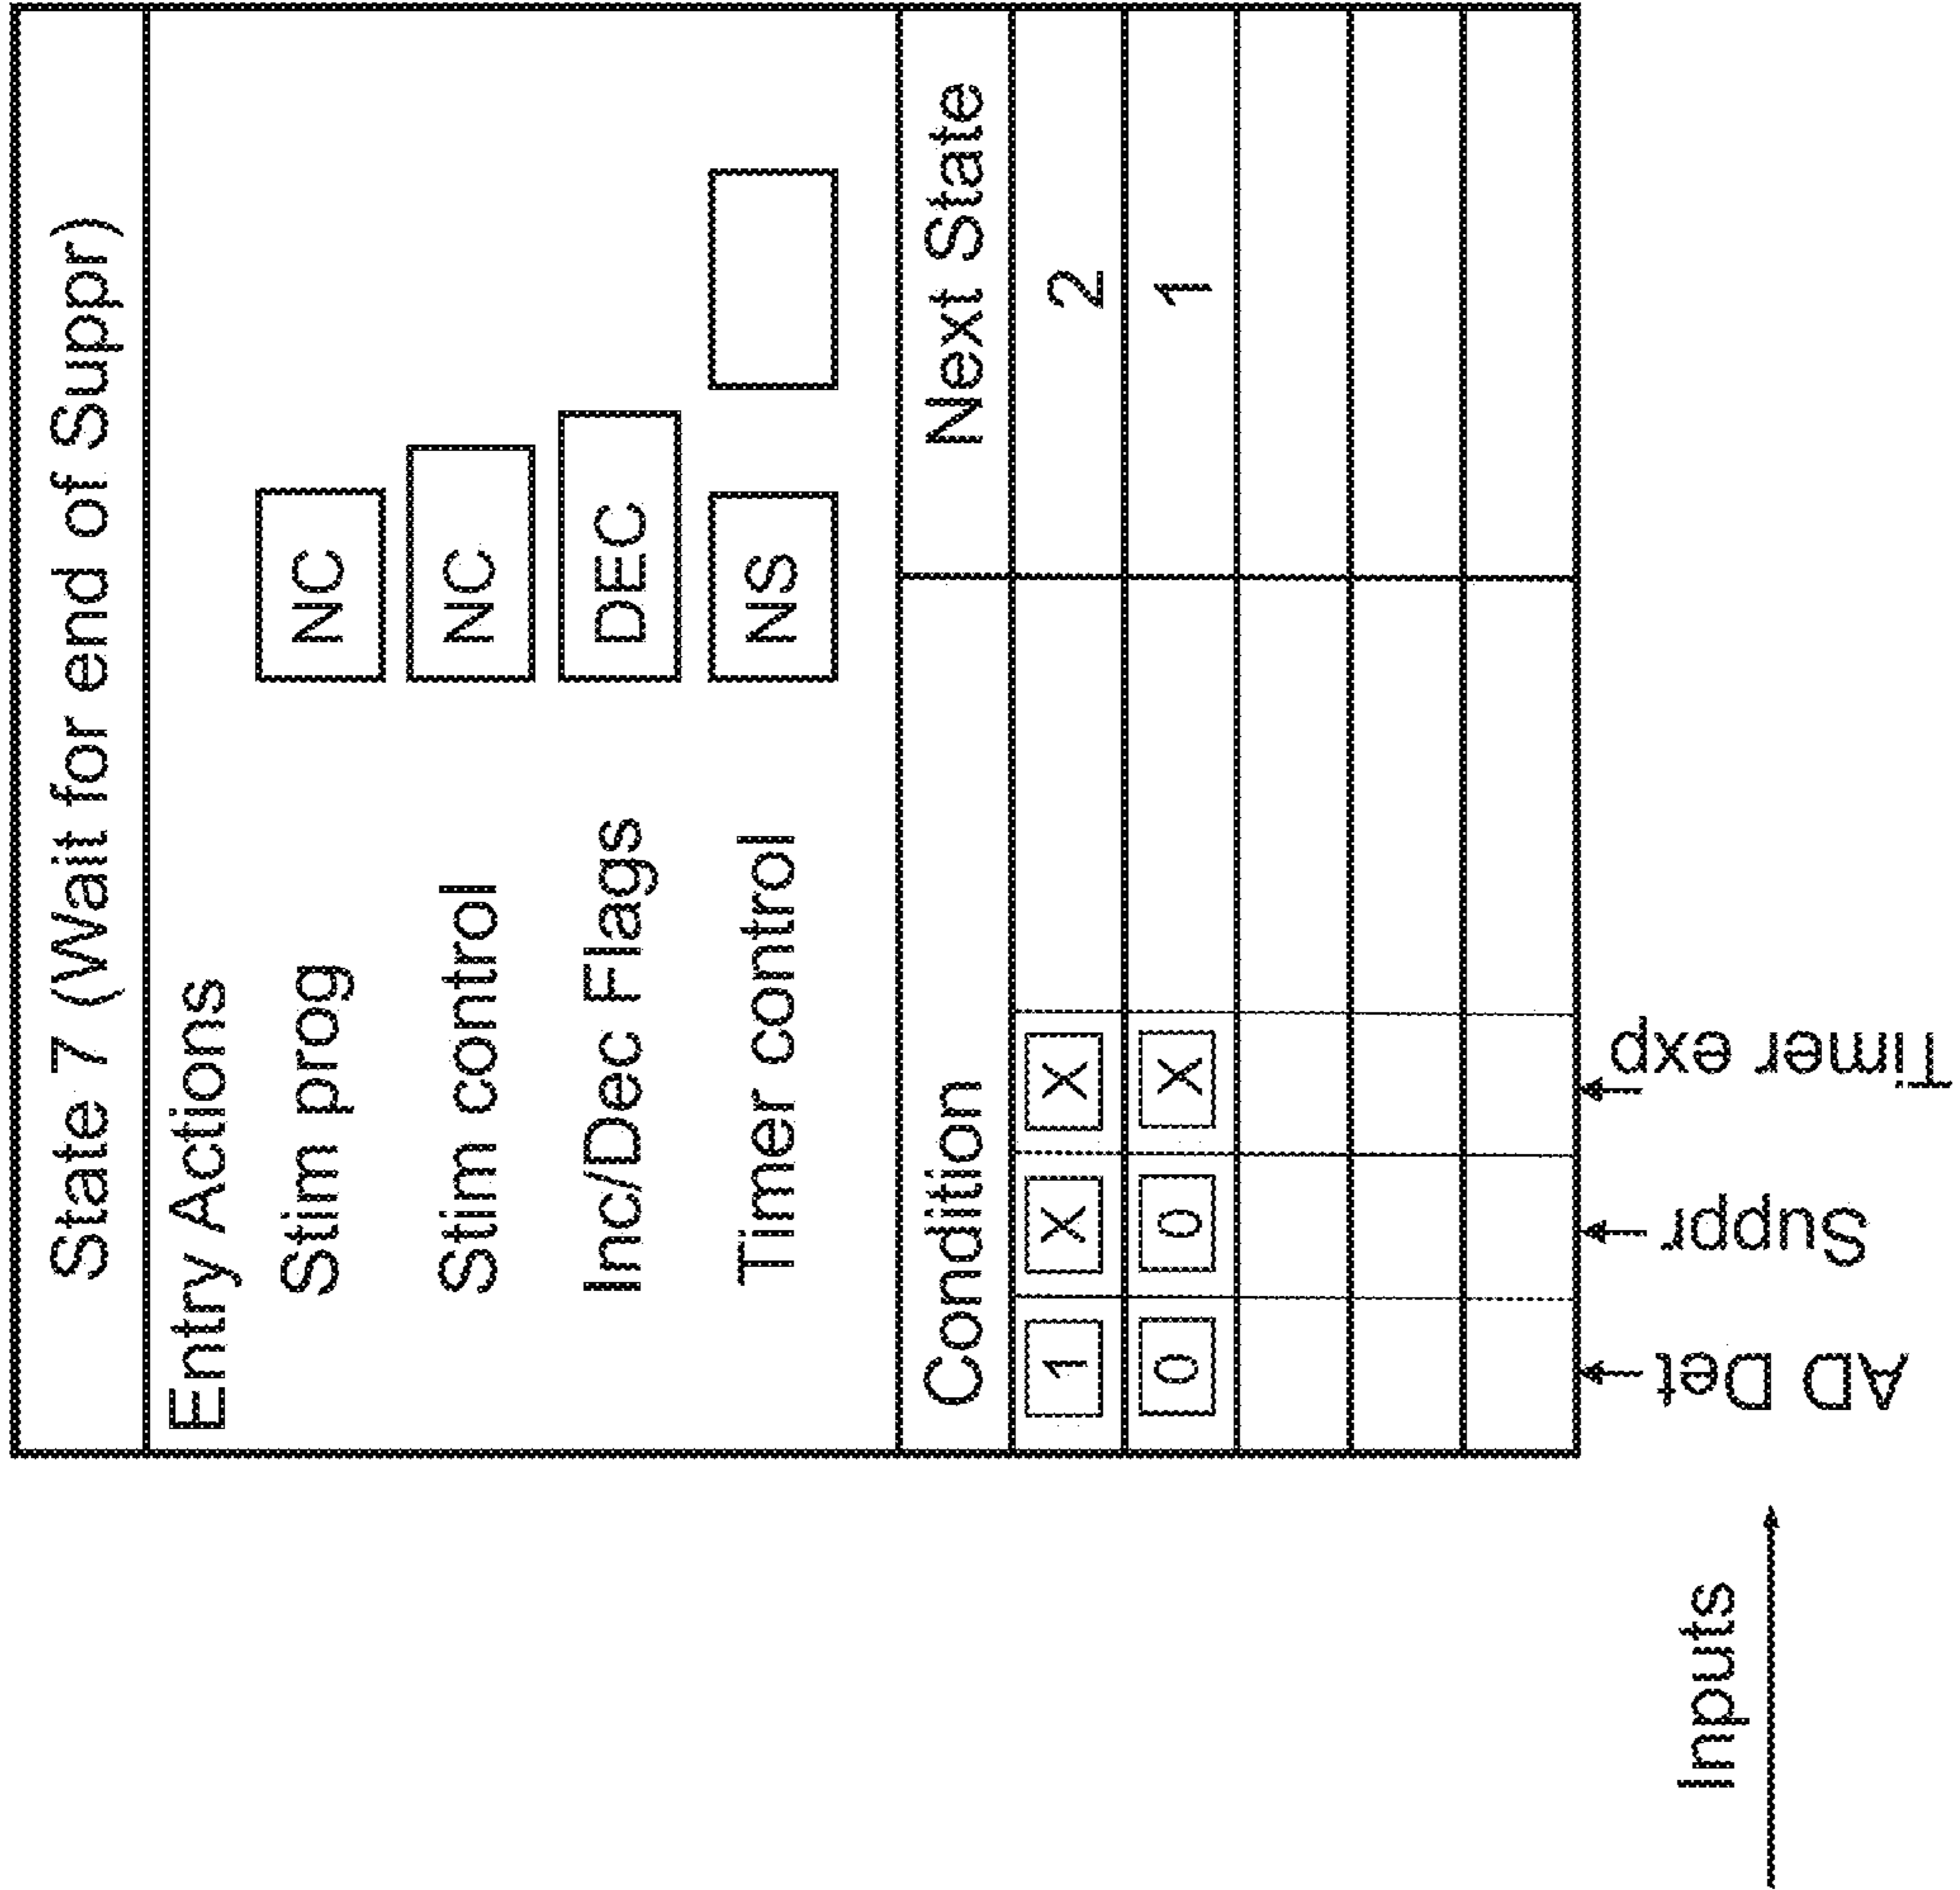 State 7 (Wait for end of Suppr)
Entry Actions
Stim prog NC
Stim control NC
Inc/Dec Flags DEC
Timer control NS
Condition Next State
1 X X 2
0 0 X 1
AD Det Suppr Timer exp
Inputs